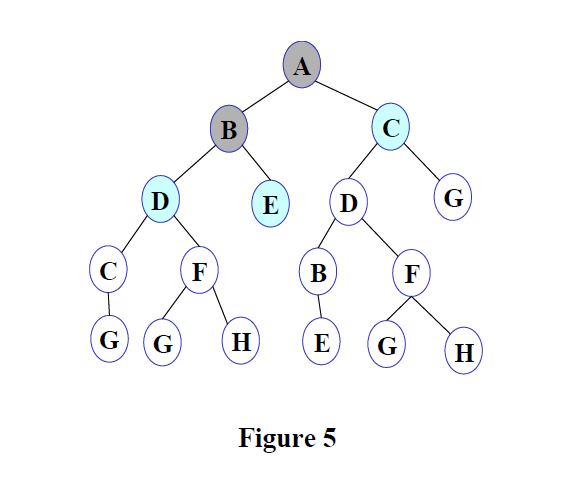 A
B C
D E D G
C F B F
G G H E G H
Figure 5